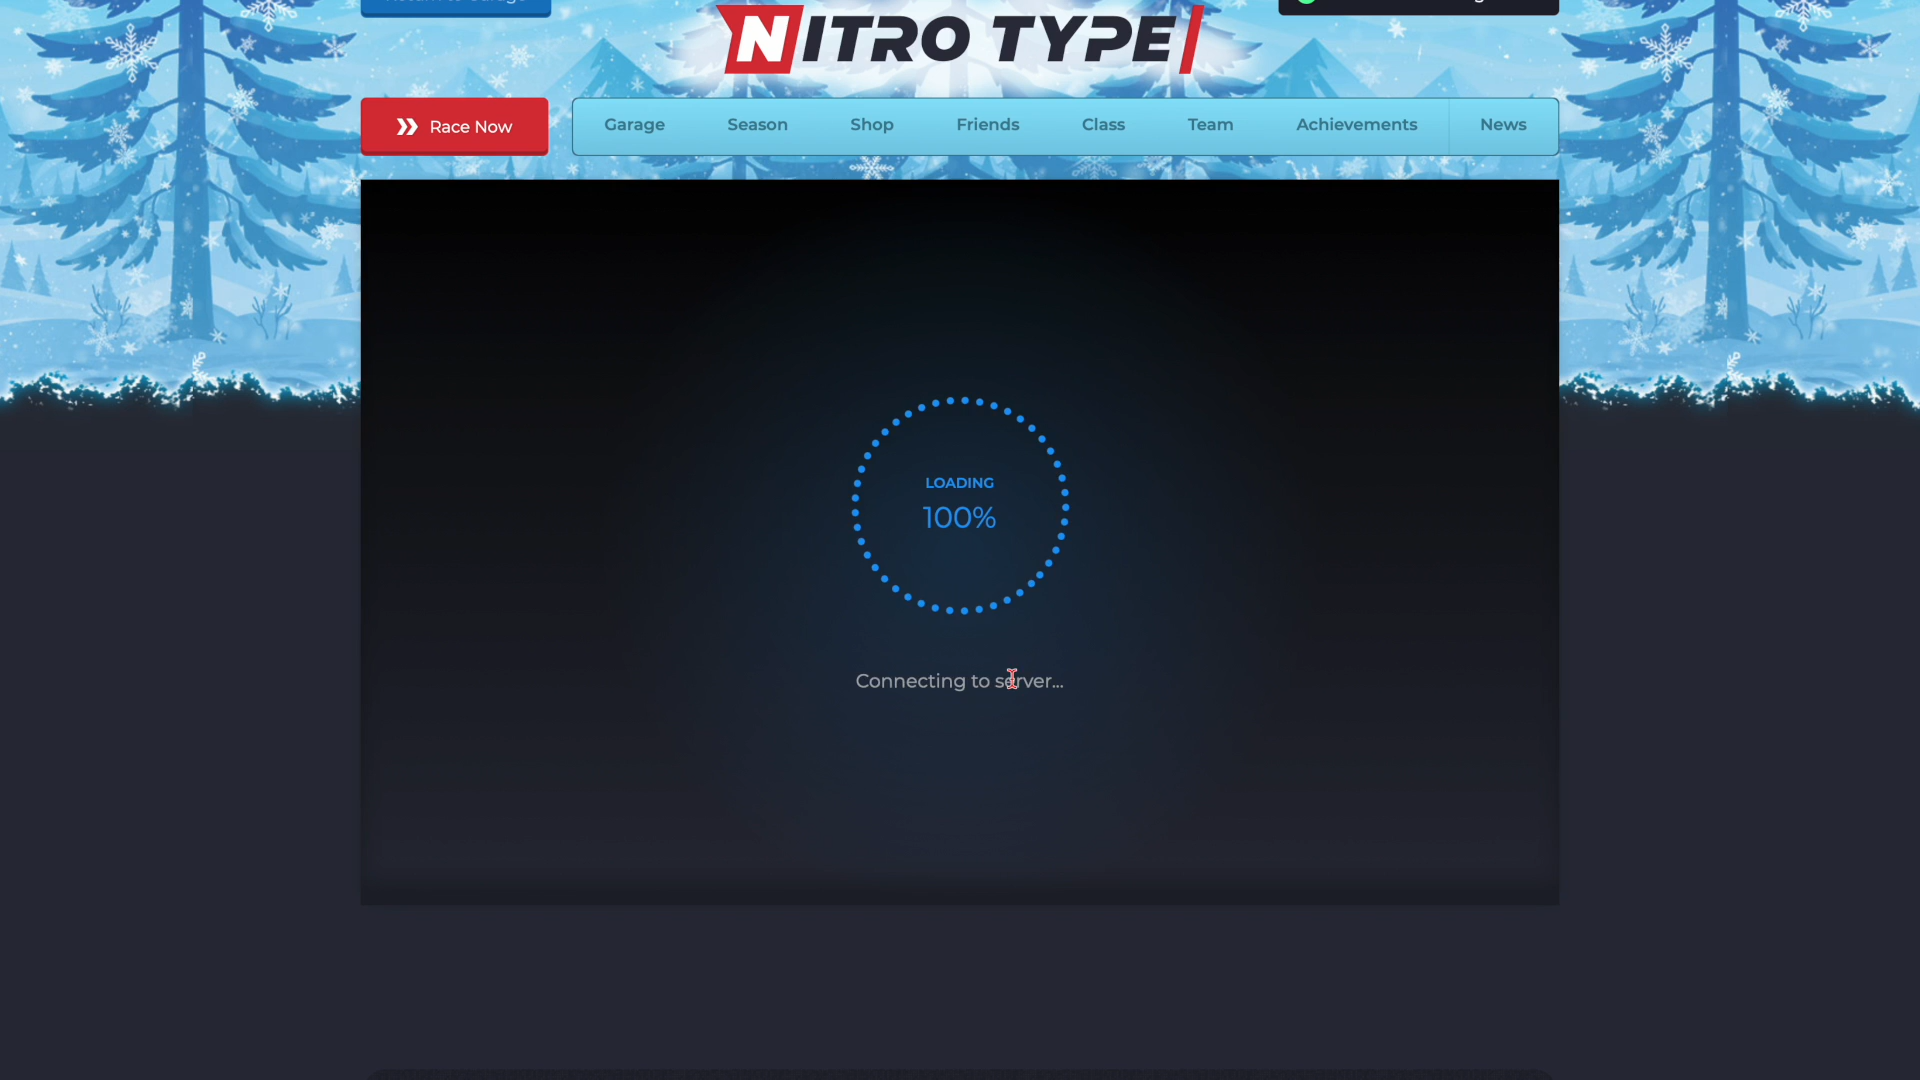 NITRO TYPE
Race Now
Garage
Season
Shop
Friends
Class
Team
Achievements
News
LOADING
100%
Connecting to server...